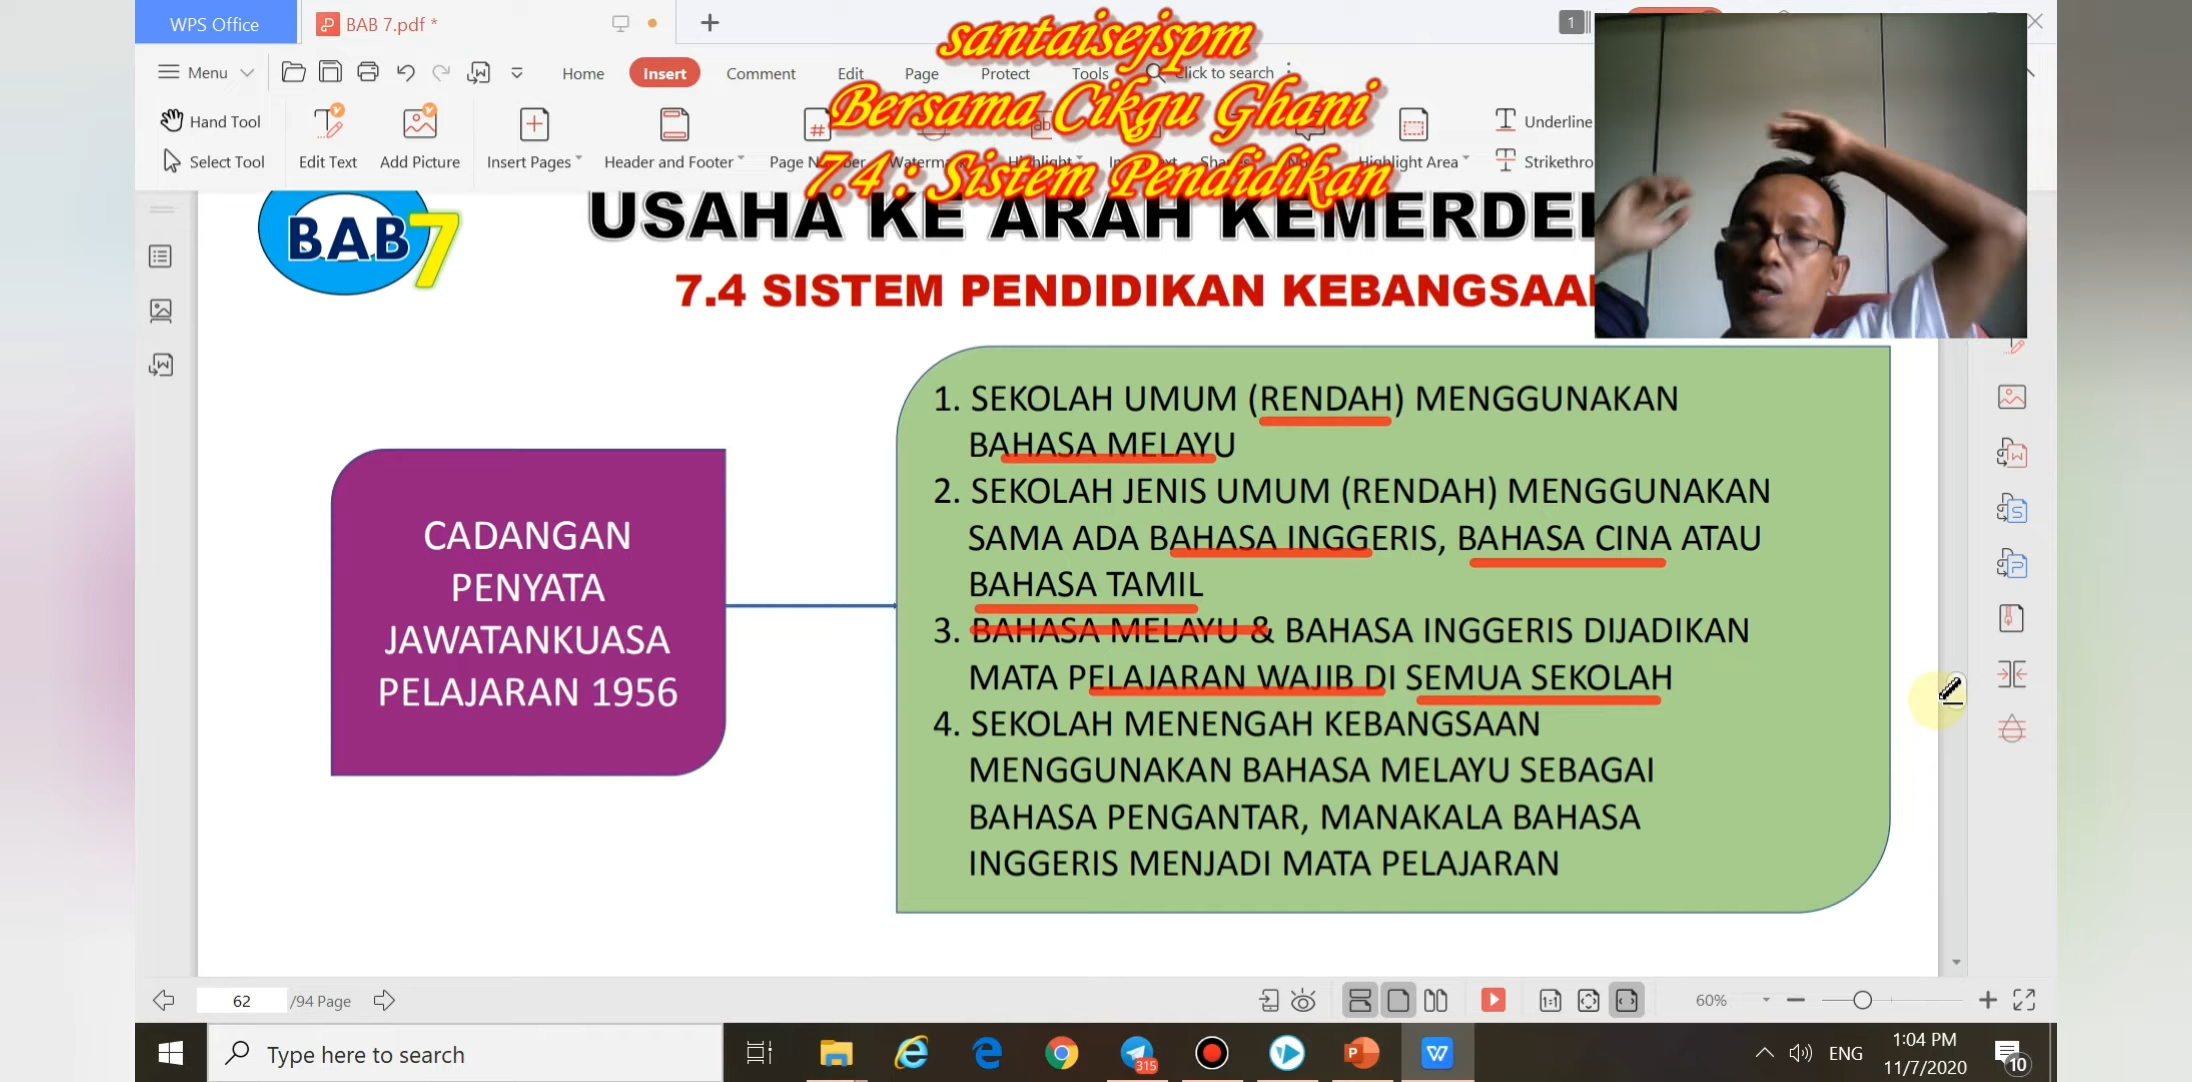 WPS Office
BAB 7.pdf *
1
santaisejspm
Bersama Cikgu Ghani
7.4 : Sistem Pendidikan
Menu
Home
Insert
Comment
Edit
Page
Protect
Tools
Click to search
Hand Tool
Select Tool
Edit Text
Add Picture
Insert Pages
Header and Footer
Page Number
Highlight
Highlight Area
Underline
BAB 7
USAHA KE ARAH
7.4 SISTEM PENDIDIKAN KEBANGSAA
CADANGAN
PENYATA
JAWATANKUASA
PELAJARAN 1956
1. SEKOLAH UMUM (RENDAH) MENGGUNAKAN
BAHASA MELAYU
2. SEKOLAH JENIS UMUM (RENDAH) MENGGUNAKAN
SAMA ADA BAHASA INGGERIS, BAHASA CINA ATAU
BAHASA TAMIL
3. BAHASA MELAYU & BAHASA INGGERIS DIJADIKAN
MATA PELAJARAN WAJIB DI SEMUA SEKOLAH
4. SEKOLAH MENENGAH KEBANGSAAN
MENGGUNAKAN BAHASA MELAYU SEBAGAI
BAHASA PENGANTAR, MANAKALA BAHASA
INGGERIS MENJADI MATA PELAJARAN
62 /94 Page
60%
Type here to search
315
ENG
1:04 PM
11/7/2020
10